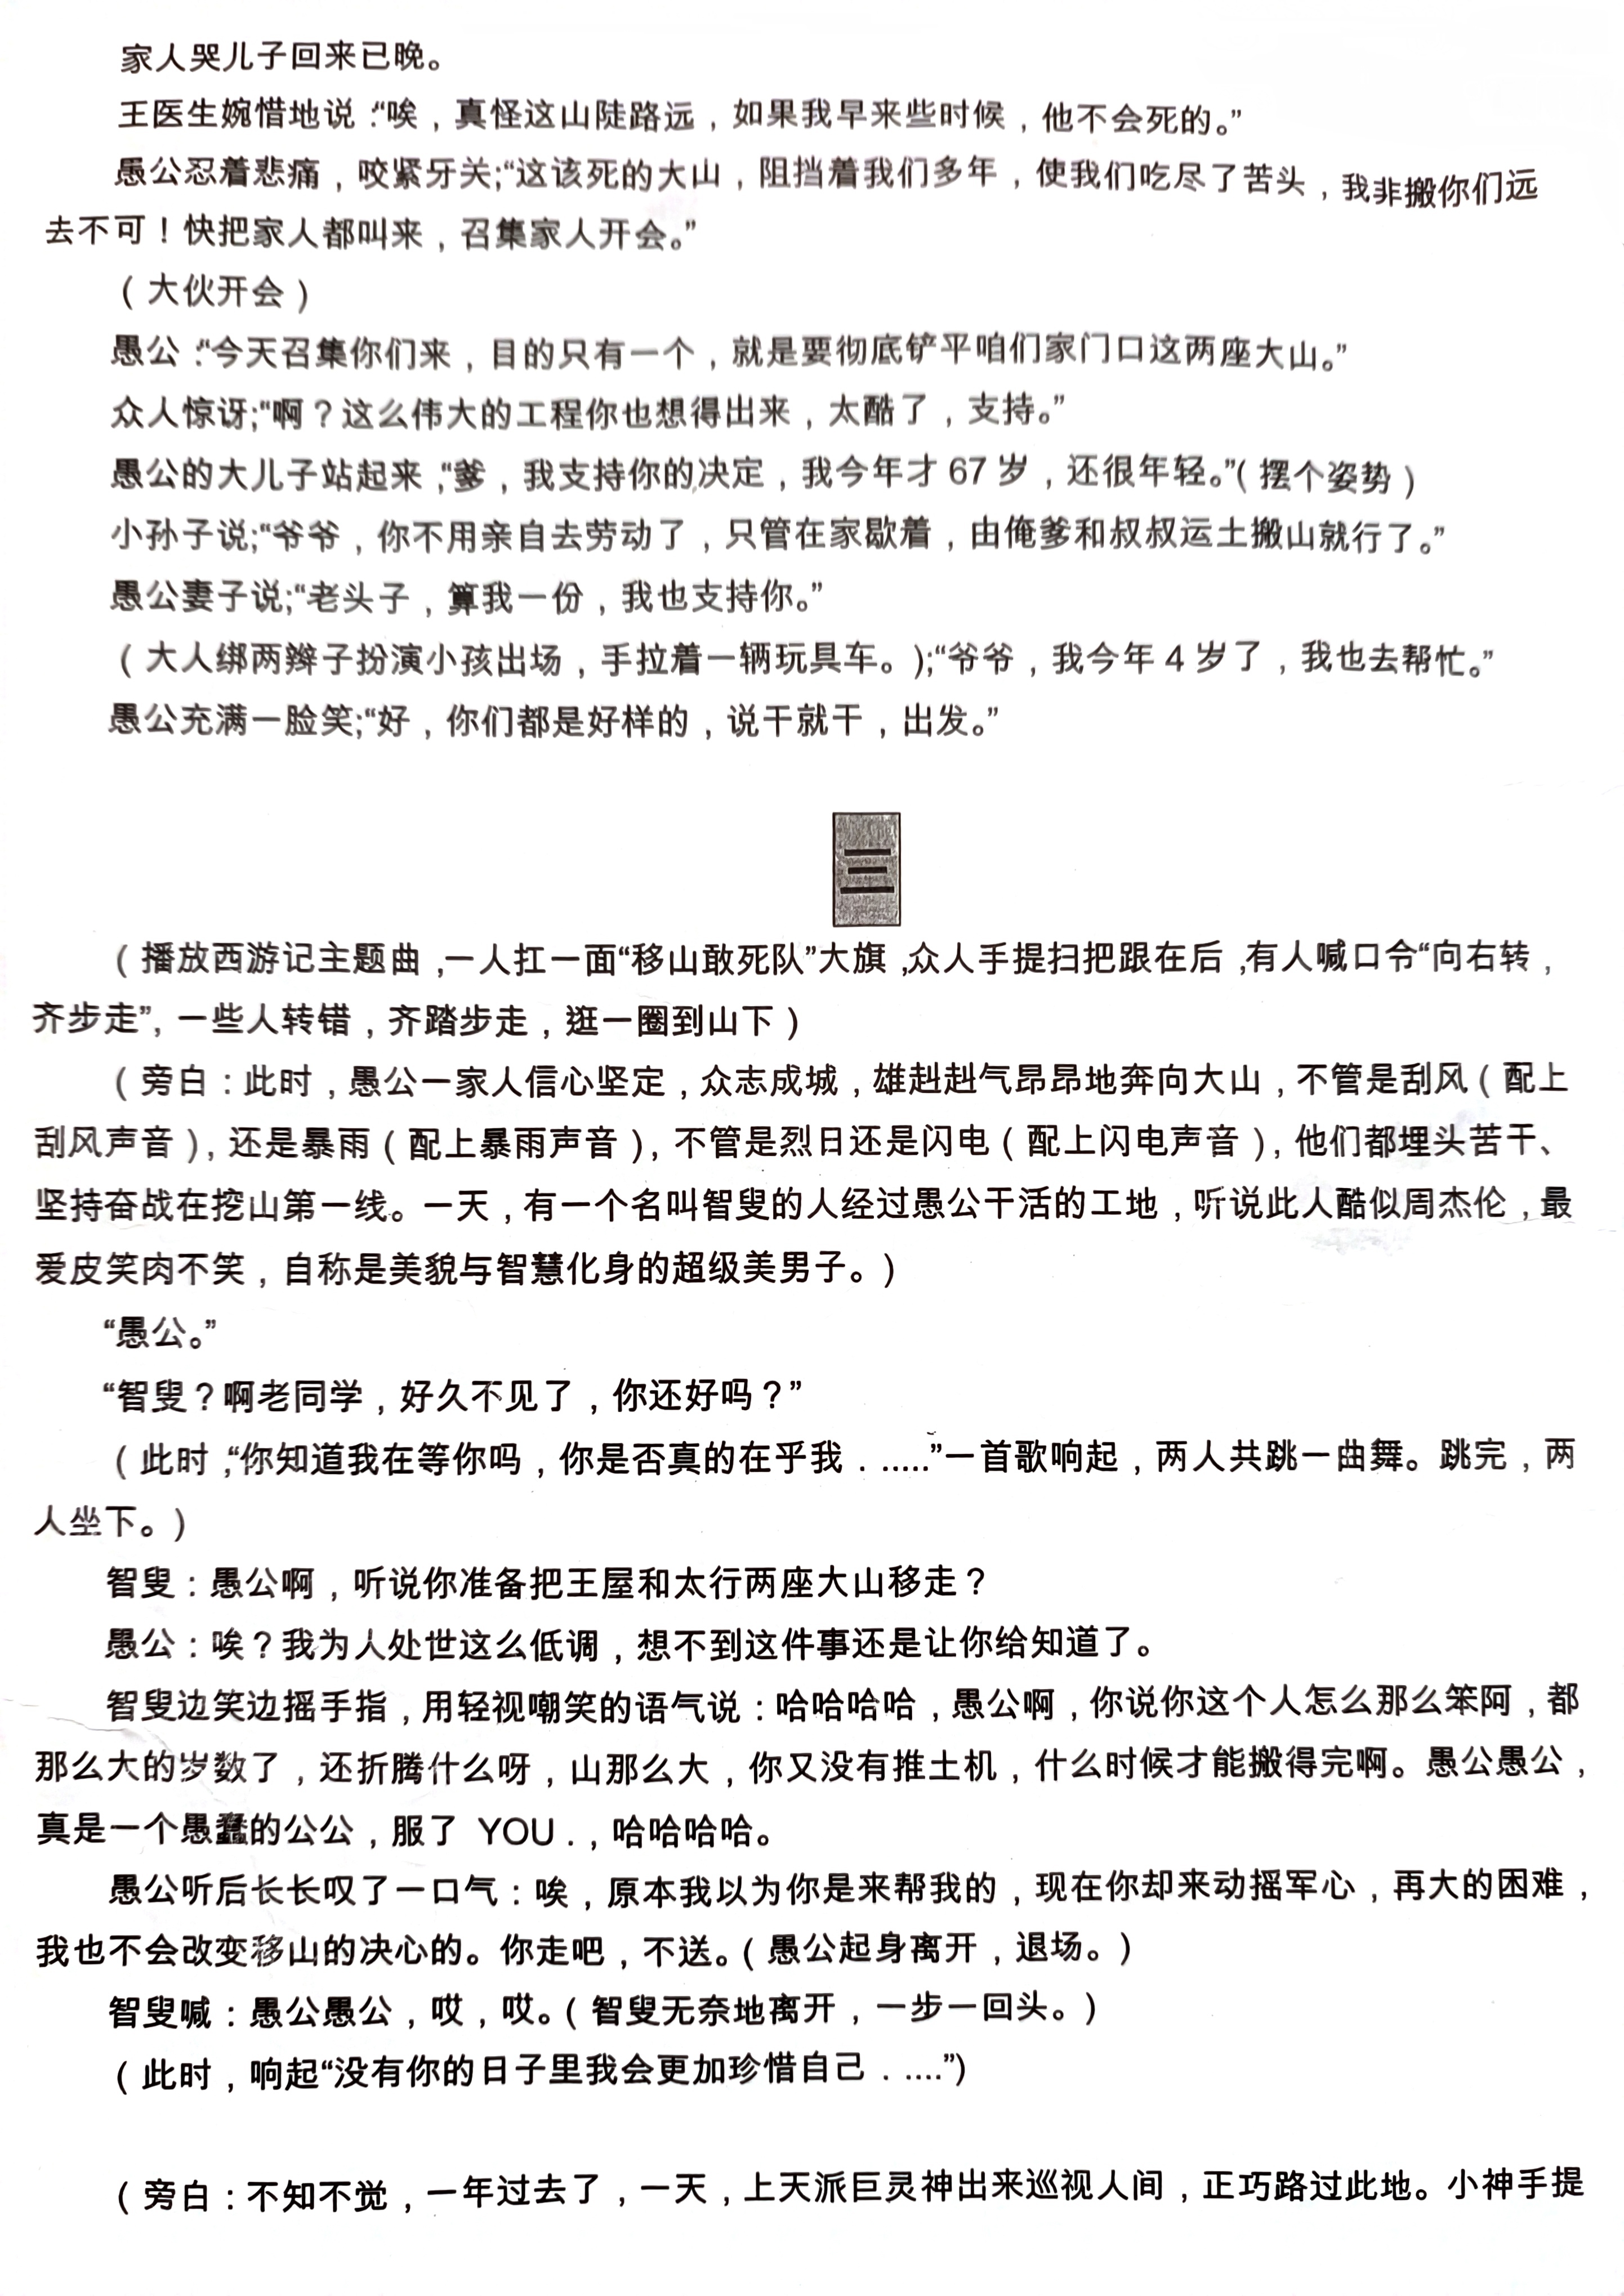 家人哭儿子回来已晚。
王医生婉惜地说：“唉，真怪这山陡路远，如果我早来些时候，他不会死的。”
愚公忍着悲痛，咬紧牙关;“这该死的大山，阻挡着我们多年，使我们吃尽了苦头，我非搬你们远
去不可！快把家人都叫来，召集家人开会。”
（大伙开会）
愚公：“今天召集你们来，目的只有一个，就是要彻底铲平咱们家门口这两座大山。”
众人惊讶;“啊？这么伟大的工程你也想得出来，太酷了，支持。”
愚公的大儿子站起来;“爹，我支持你的决定，我今年才 67 岁，还很年轻。”（摆个姿势）
小孙子说;“爷爷，你不用亲自去劳动了，只管在家歇着，由俺爹和叔叔运土搬山就行了。”
愚公妻子说;“老头子，算我一份，我也支持你。”
（大人绑两辫子扮演小孩出场，手拉着一辆玩具车。）;“爷爷，我今年 4 岁了，我也去帮忙。”
愚公充满一脸笑;“好，你们都是好样的，说干就干，出发。”
三
（播放西游记主题曲,一人扛一面“移山敢死队”大旗,众人手提扫把跟在后,有人喊口令“向右转，
齐步走”，一些人转错，齐踏步走，逛一圈到山下）
（旁白：此时，愚公一家人信心坚定，众志成城，雄赳赳气昂昂地奔向大山，不管是刮风（配上
刮风声音），还是暴雨（配上暴雨声音），不管是烈日还是闪电（配上闪电声音），他们都埋头苦干、
坚持奋战在挖山第一线。一天，有一个名叫智叟的人经过愚公干活的工地，听说此人酷似周杰伦，最
爱皮笑肉不笑，自称是美貌与智慧化身的超级美男子。）
“愚公。”
“智叟？啊老同学，好久不见了，你还好吗？”
（此时,“你知道我在等你吗，你是否真的在乎我．.....”一首歌响起，两人共跳一曲舞。跳完，两
人坐下。）
智叟：愚公啊，听说你准备把王屋和太行两座大山移走？
愚公：唉？我为人处世这么低调，想不到这件事还是让你给知道了。
智叟边笑边摇手指，用轻视嘲笑的语气说：哈哈哈哈，愚公啊，你说你这个人怎么那么笨阿，都
那么大的岁数了，还折腾什么呀，山那么大，你又没有推土机，什么时候才能搬得完啊。愚公愚公，
真是一个愚蠢的公公，服了 YOU．，哈哈哈哈。
愚公听后长长叹了一口气：唉，原本我以为你是来帮我的，现在你却来动摇军心，再大的困难，
我也不会改变移山的决心的。你走吧，不送。（愚公起身离开，退场。）
智叟喊：愚公愚公，哎，哎。（智叟无奈地离开，一步一回头。）
（此时，响起“没有你的日子里我会更加珍惜自己．....”）
（旁白：不知不觉，一年过去了，一天，上天派巨灵神出来巡视人间，正巧路过此地。小神手提